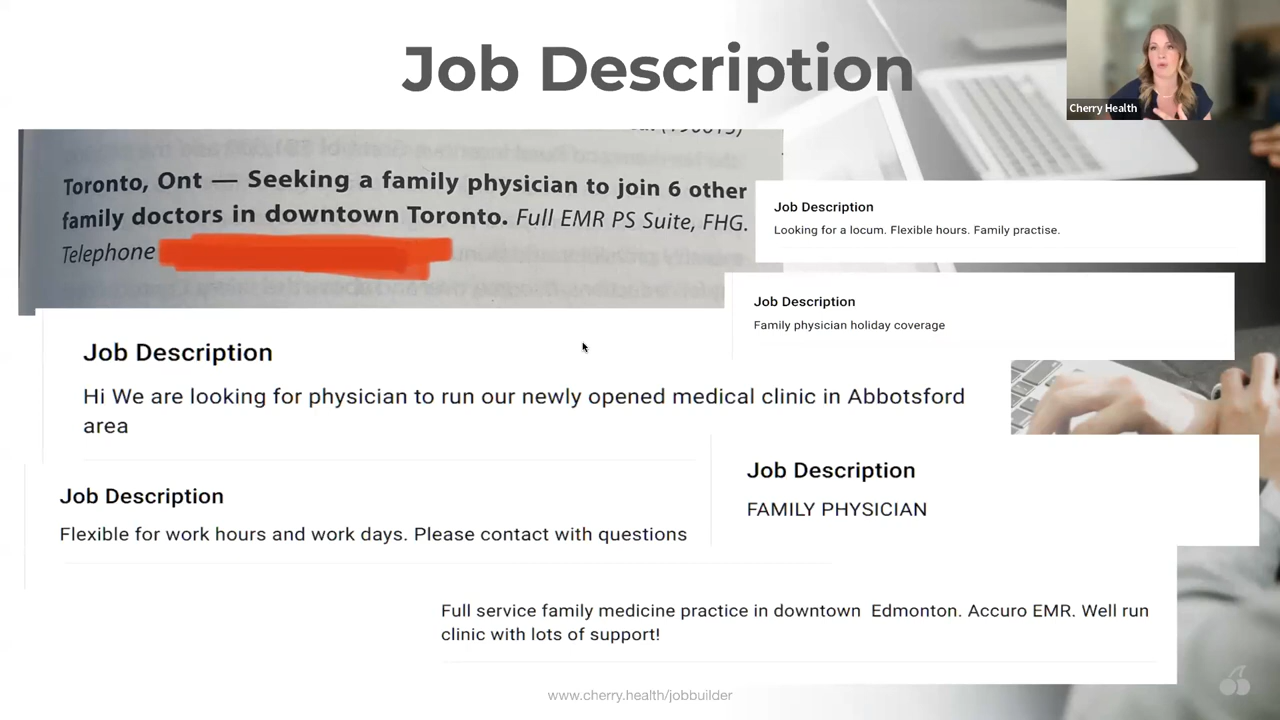 Job Description
Cherry Health
Toronto, Ont — Seeking a family physician to join 6 other
family doctors in downtown Toronto. Full EMR PS Suite, FHG.
Telephone
Job Description
Looking for a locum. Flexible hours. Family practise.
Job Description
Family physician holiday coverage
Job Description
Hi We are looking for physician to run our newly opened medical clinic in Abbotsford
area
Job Description
FAMILY PHYSICIAN
Job Description
Flexible for work hours and work days. Please contact with questions
Full service family medicine practice in downtown  Edmonton. Accuro EMR. Well run
clinic with lots of support!
www.cherry.health/jobbuilder